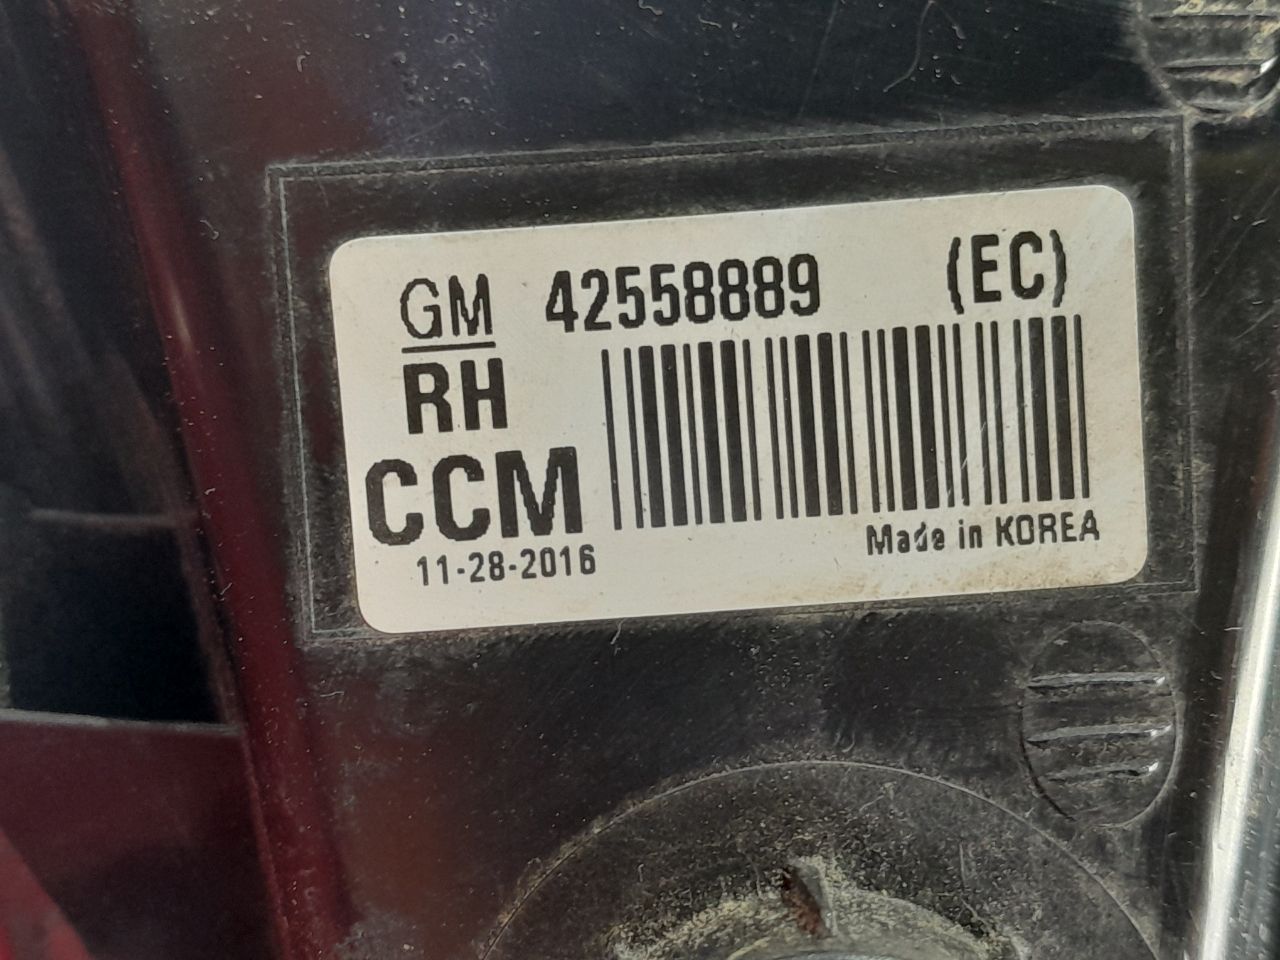 GM 42558889 (EC)
RH
CCM
11-28-2016
Made in KOREA